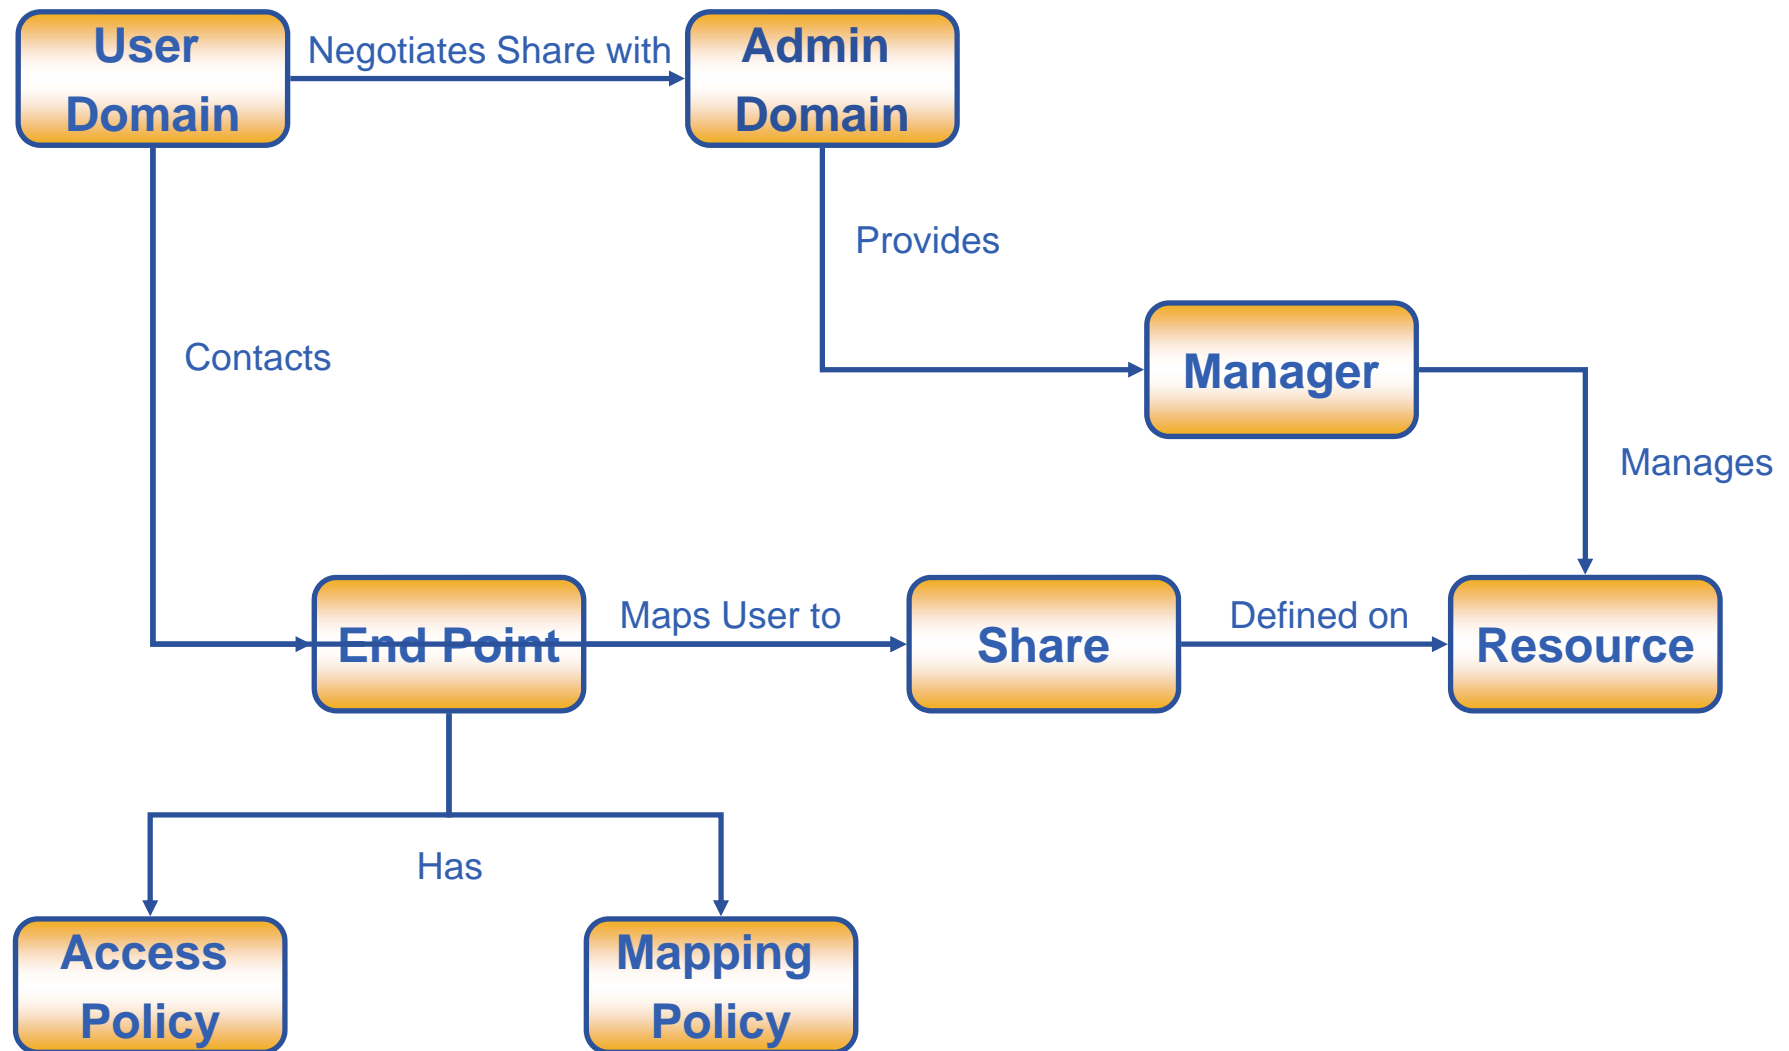 User
Domain
Negotiates Share with
Admin
Domain
Provides
Contacts
Manager
Manages
End Point
Maps User to
Share
Defined on
Resource
Has
Access
Policy
Mapping
Policy